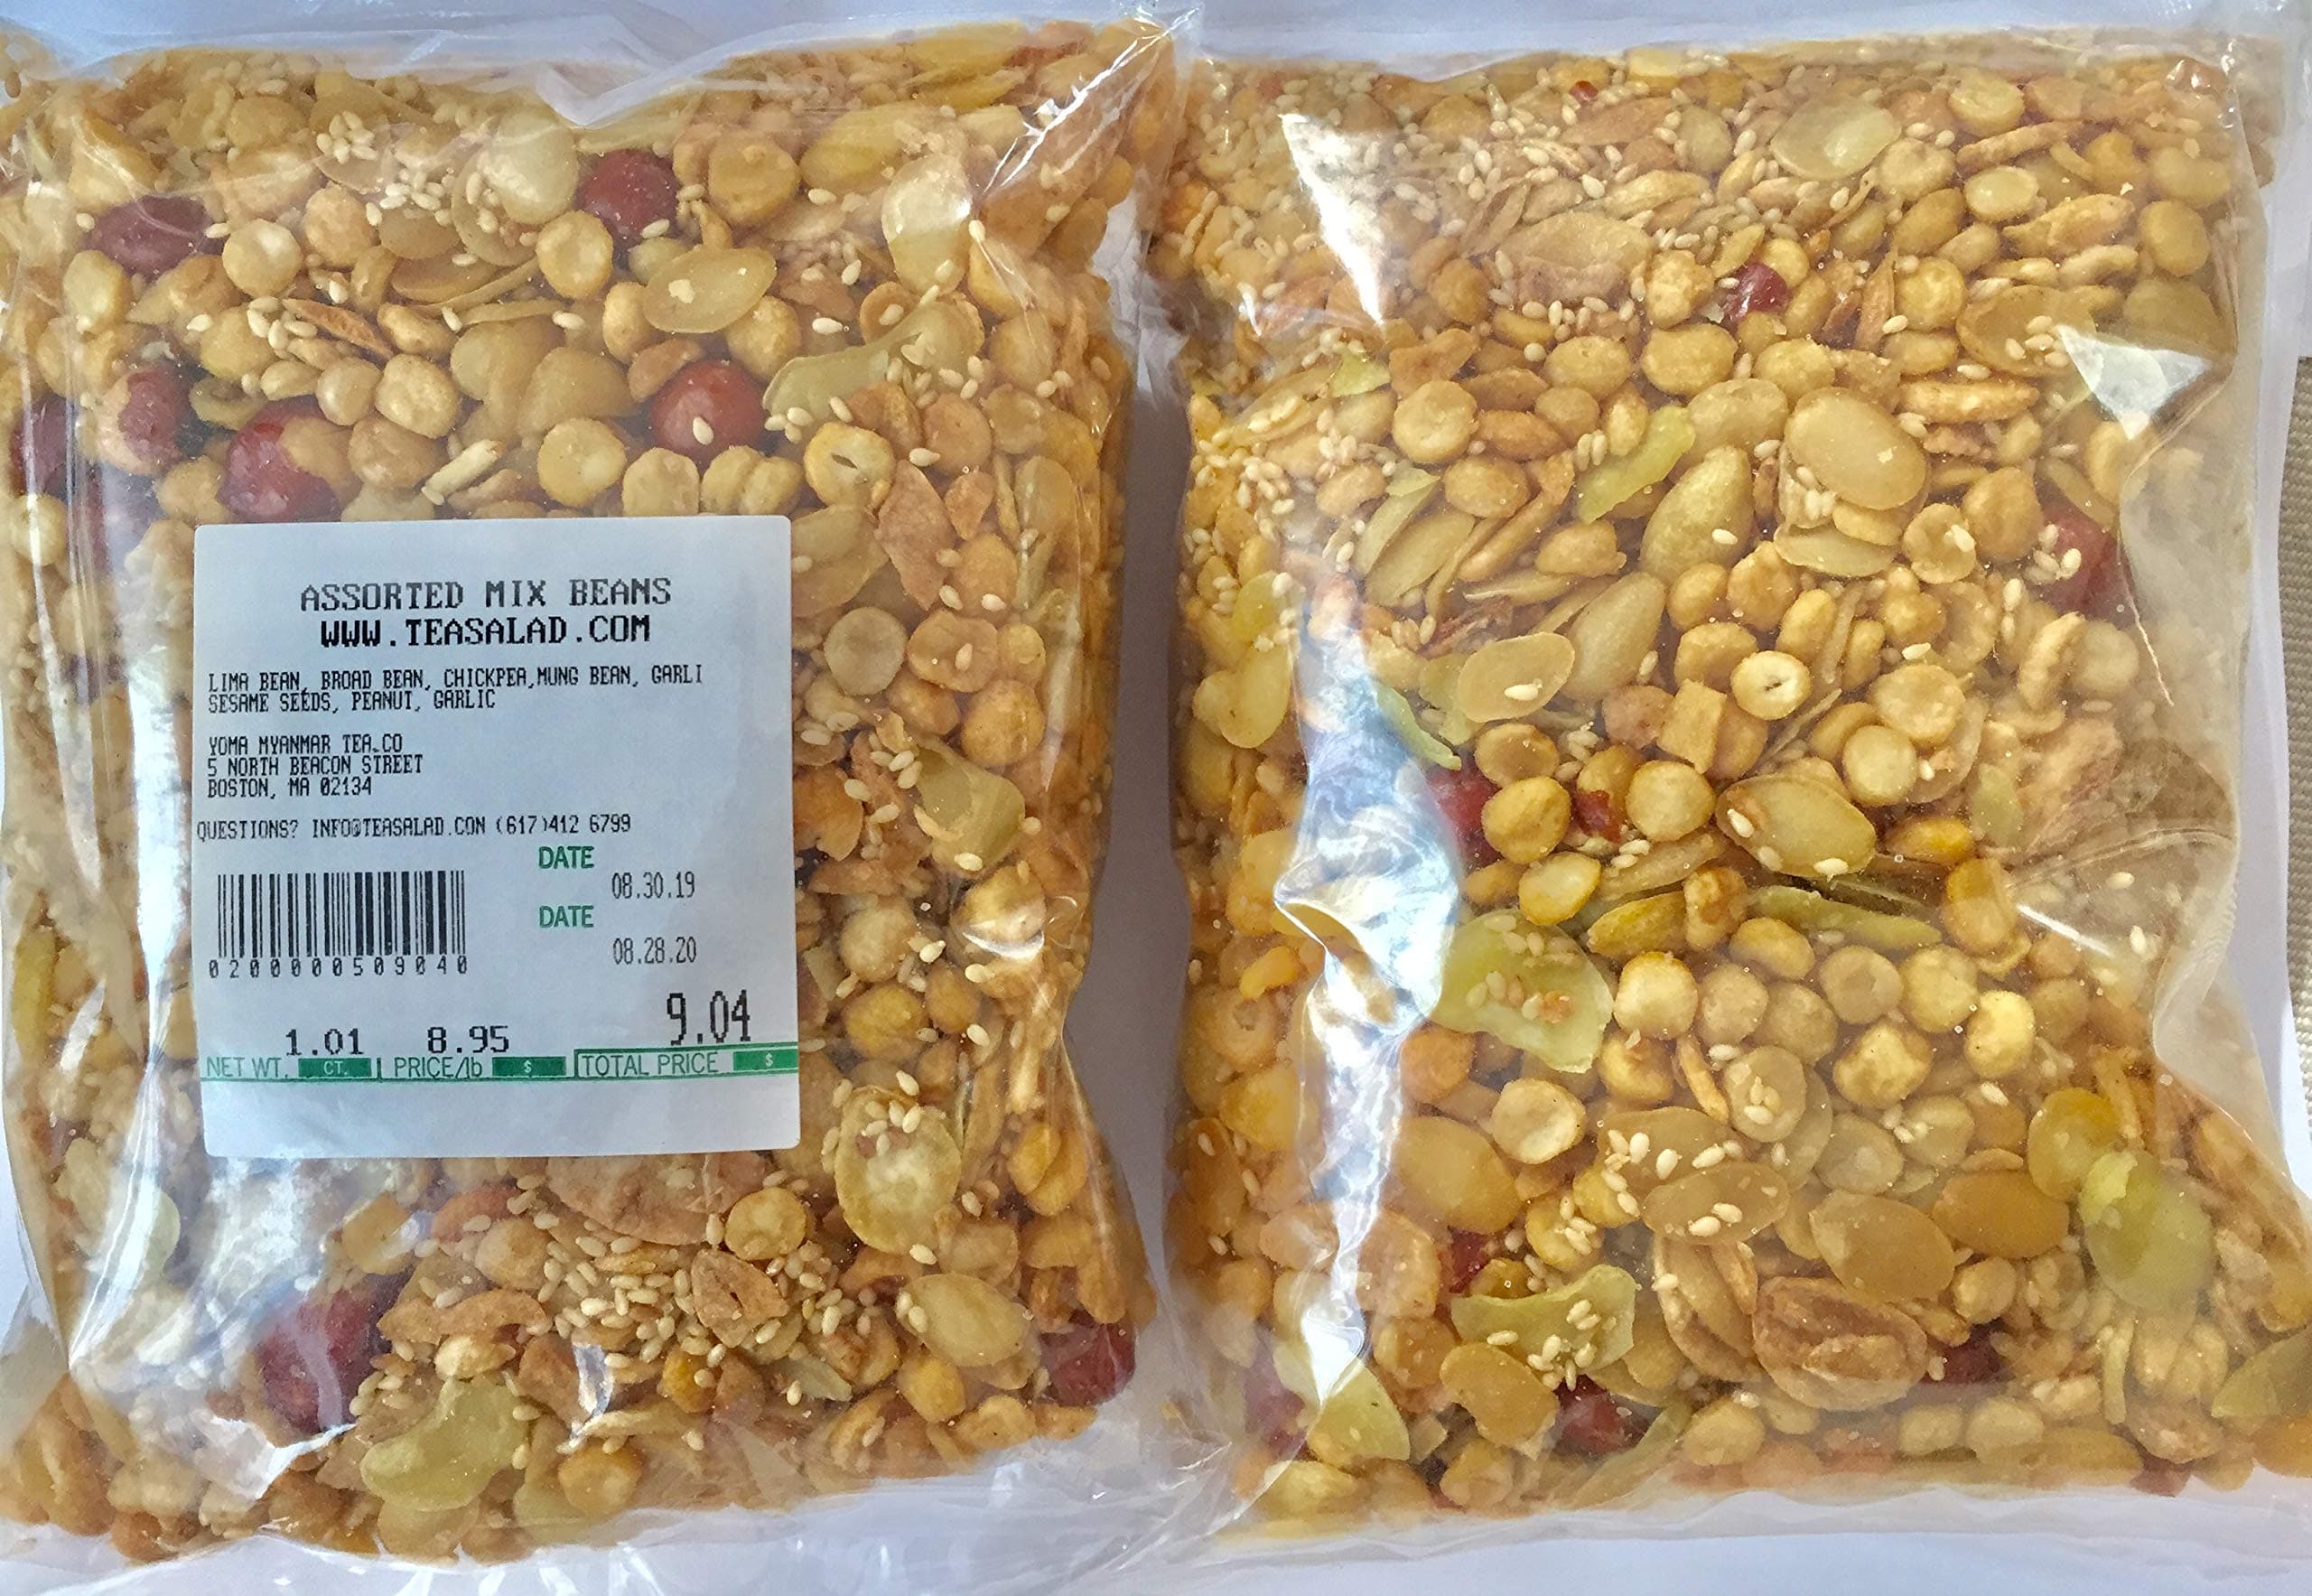 ASSORTED MIX BEANS
WWW.TEASALAD.COM
LIMA BEAN, BROAD BEAN, CHICKPEA,MUNG BEAN, GARLI
SESAME SEEDS, PEANUT, GARLIC
YOMA MYANMAR TEA.CO
5 NORTH BEACON STREET
BOSTON, MA 02134
QUESTIONS? INFO@TEASALAD.CON (617)412 6799
DATE
08.30.19
DATE
08.28.20
0200000509040
1.01 8.95 9.04
NET WT. CT. PRICE/lb $ TOTAL PRICE $